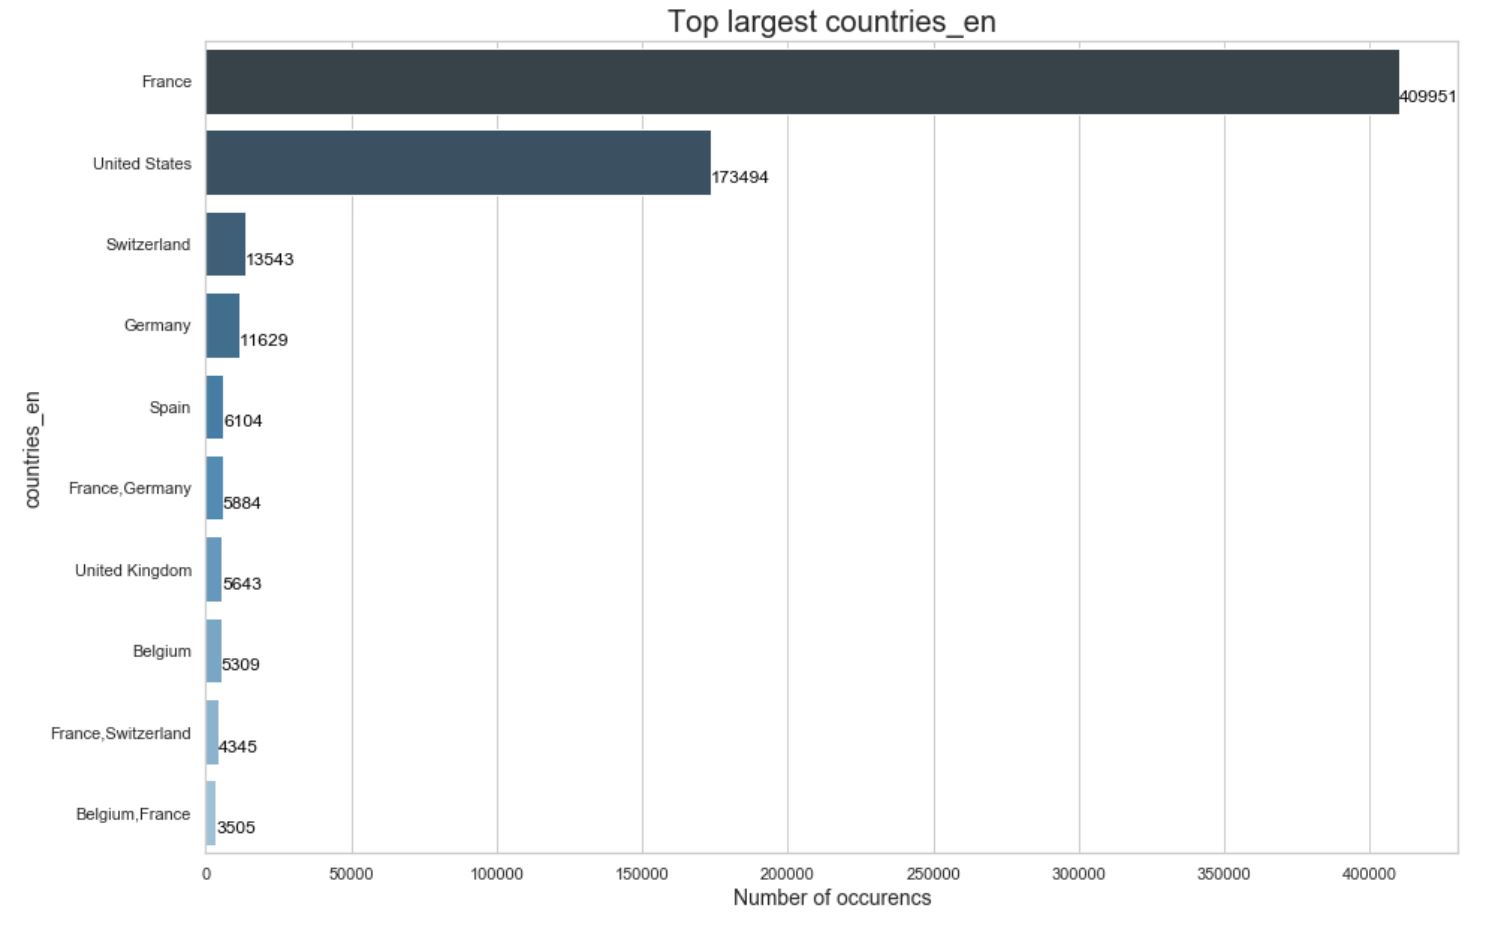 Top largest countries_en
France
409951
United States
173494
Switzerland
13543
Germany
11629
Spain
6104
France,Germany
5884
United Kingdom
5643
Belgium
5309
France,Switzerland
4345
Belgium,France
3505
countries_en
0 50000 100000 150000 200000 250000 300000 350000 400000
Number of occurencs